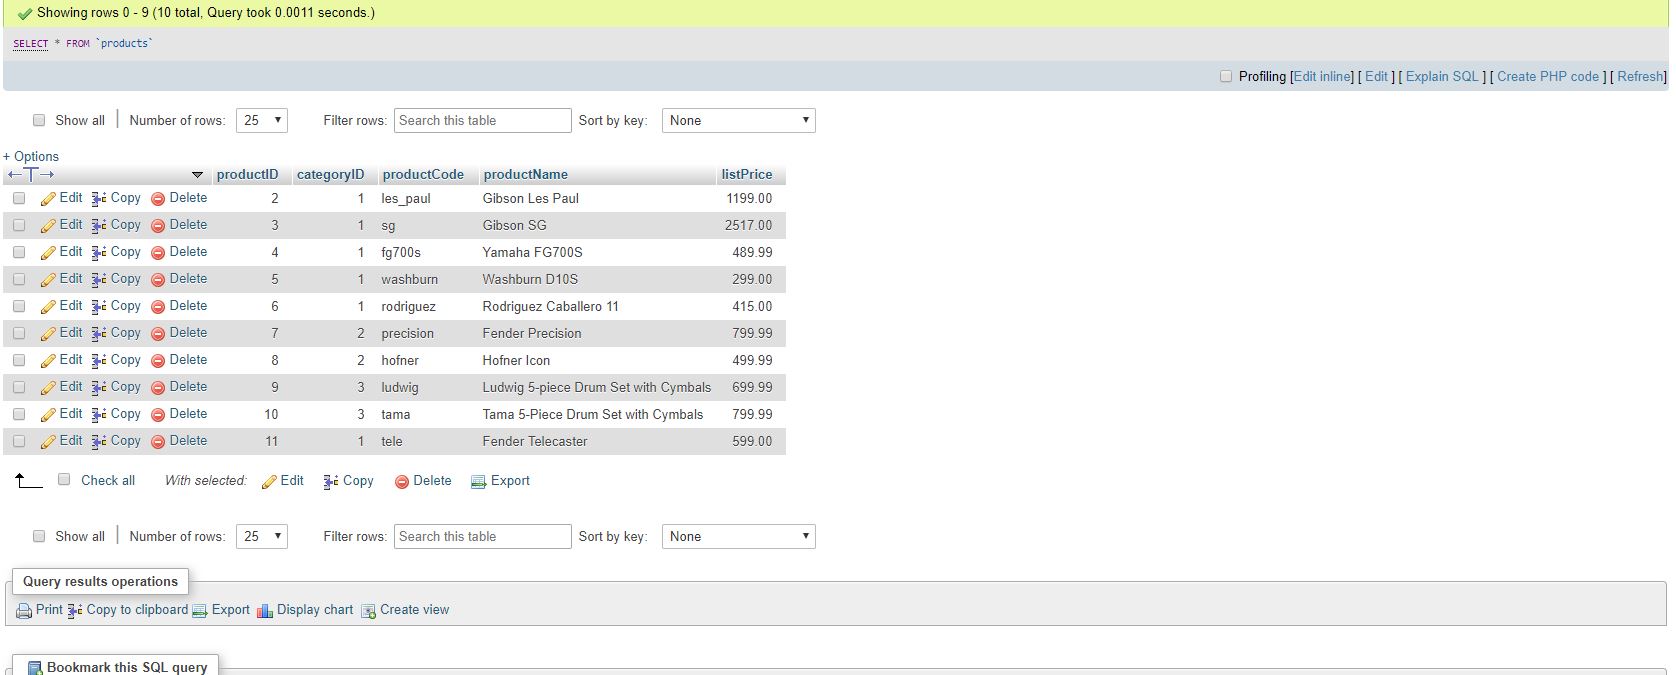 Showing rows 0 - 9 (10 total, Query took 0.0011 seconds.)
SELECT * FROM `products`
Profiling [Edit inline] [ Edit ] [ Explain SQL ] [ Create PHP code ] [ Refresh]
Show all | Number of rows: 25 Filter rows: Search this table Sort by key: None
+ Options
←T→ productID categoryID productCode productName listPrice
Edit Copy Delete 2 1 les_paul Gibson Les Paul 1199.00
Edit Copy Delete 3 1 sg Gibson SG 2517.00
Edit Copy Delete 4 1 fg700s Yamaha FG700S 489.99
Edit Copy Delete 5 1 washburn Washburn D10S 299.00
Edit Copy Delete 6 1 rodriguez Rodriguez Caballero 11 415.00
Edit Copy Delete 7 2 precision Fender Precision 799.99
Edit Copy Delete 8 2 hofner Hofner Icon 499.99
Edit Copy Delete 9 3 ludwig Ludwig 5-piece Drum Set with Cymbals 699.99
Edit Copy Delete 10 3 tama Tama 5-Piece Drum Set with Cymbals 799.99
Edit Copy Delete 11 1 tele Fender Telecaster 599.00
Check all With selected: Edit Copy Delete Export
Show all | Number of rows: 25 Filter rows: Search this table Sort by key: None
Query results operations
Print Copy to clipboard Export Display chart Create view
Bookmark this SQL query